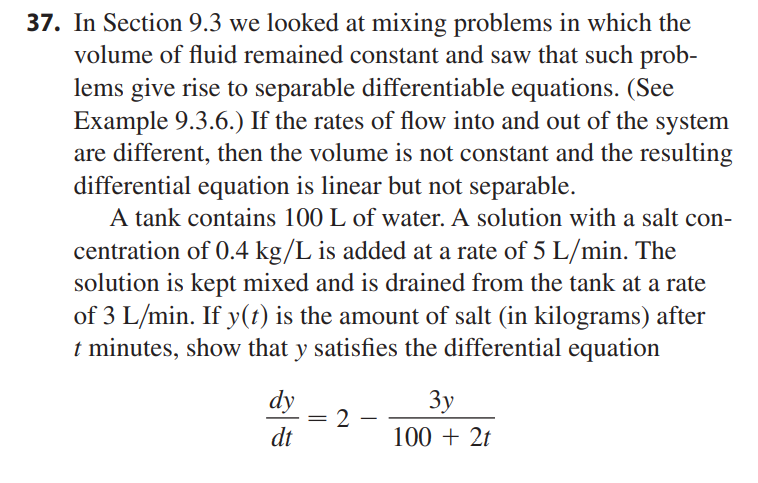 37. In Section 9.3 we looked at mixing problems in which the
volume of fluid remained constant and saw that such prob-
lems give rise to separable differentiable equations. (See
Example 9.3.6.) If the rates of flow into and out of the system
are different, then the volume is not constant and the resulting
differential equation is linear but not separable.
A tank contains 100 L of water. A solution with a salt con-
centration of 0.4 kg/L is added at a rate of 5 L/min. The
solution is kept mixed and is drained from the tank at a rate
of 3 L/min. If y(t) is the amount of salt (in kilograms) after
t minutes, show that y satisfies the differential equation
dy/dt = 2 − 3y/(100 + 2t)